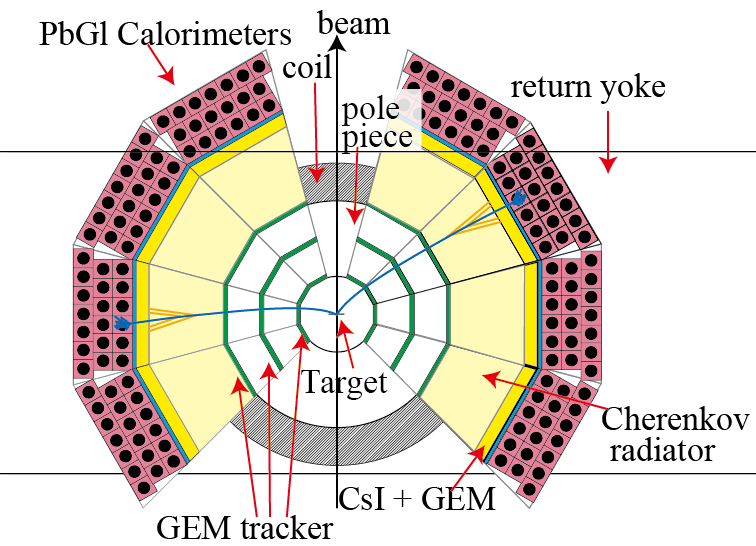 beam
PbGl Calorimeters
coil
return yoke
pole
piece
Target
Cherenkov
radiator
CsI + GEM
GEM tracker